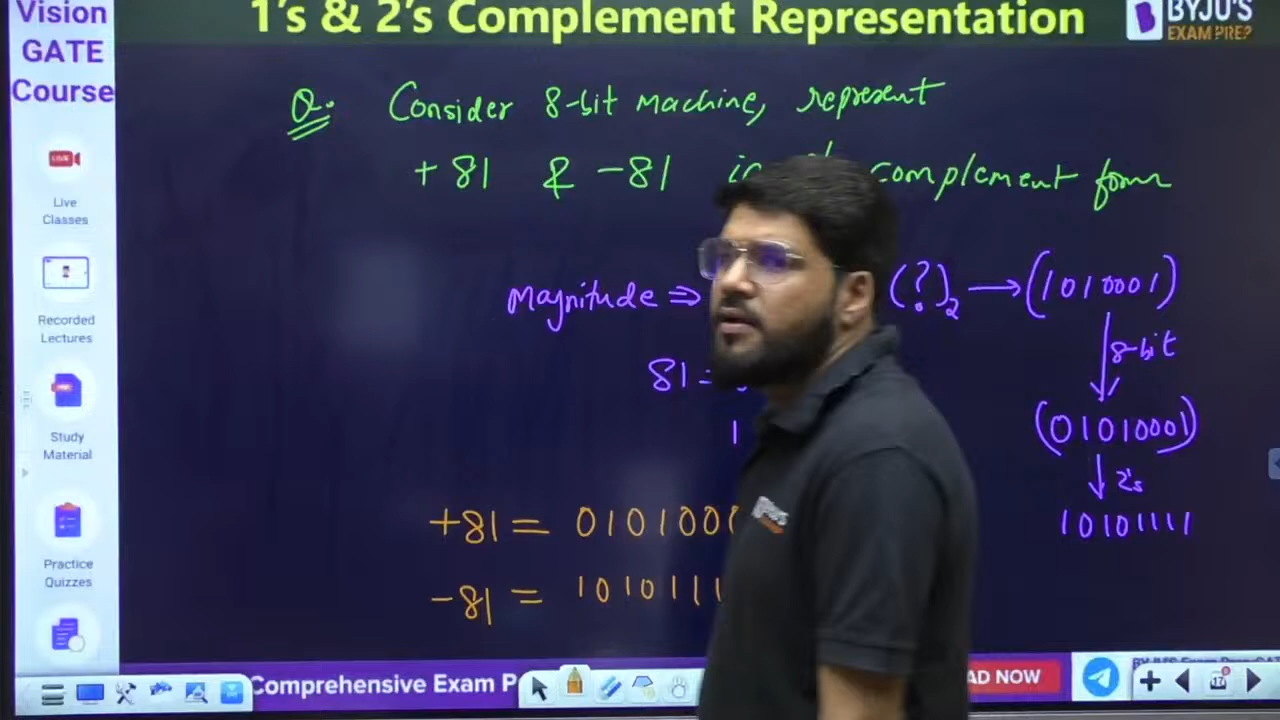 Vision
GATE
Course
1's & 2's Complement Representation
BYJU'S
EXAM PREP
Q. Consider 8-bit machine, represent
+81 & -81 complement form
Magnitude ⇒ (?)₂ → (1010001)
8-bit
81 =
(01010001)
1
2's
10101111
+81 = 0101000
-81 = 1010111
LIVE
Live
Classes
Recorded
Lectures
Study
Material
Practice
Quizzes
Comprehensive Exam P
AD NOW